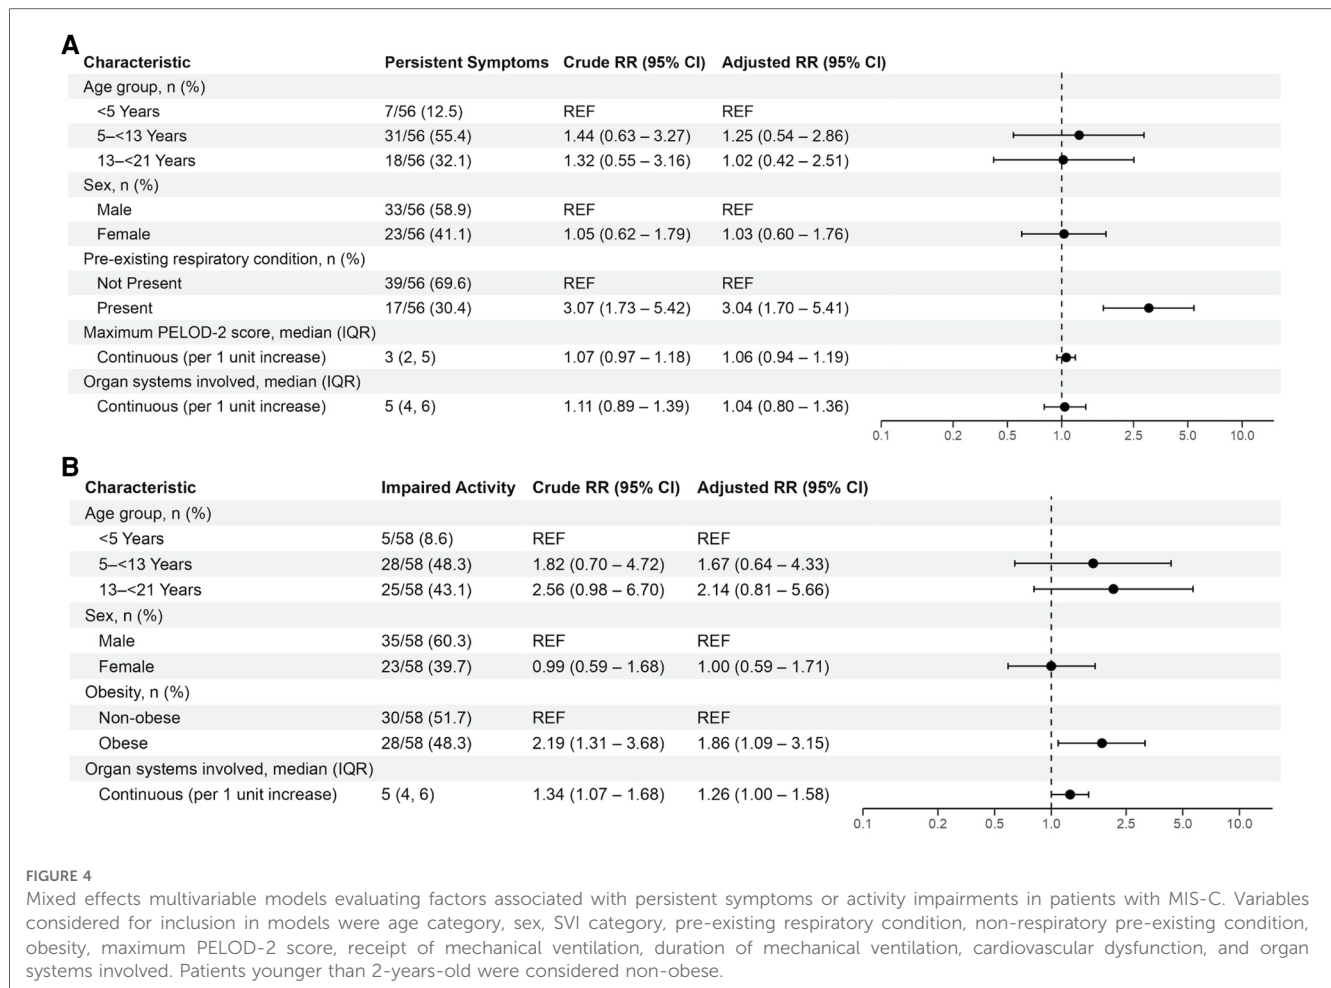 A
Characteristic Persistent Symptoms Crude RR (95% CI) Adjusted RR (95% CI)
Age group, n (%)
<5 Years 7/56 (12.5) REF REF
5–<13 Years 31/56 (55.4) 1.44 (0.63 – 3.27) 1.25 (0.54 – 2.86)
13–<21 Years 18/56 (32.1) 1.32 (0.55 – 3.16) 1.02 (0.42 – 2.51)
Sex, n (%)
Male 33/56 (58.9) REF REF
Female 23/56 (41.1) 1.05 (0.62 – 1.79) 1.03 (0.60 – 1.76)
Pre-existing respiratory condition, n (%)
Not Present 39/56 (69.6) REF REF
Present 17/56 (30.4) 3.07 (1.73 – 5.42) 3.04 (1.70 – 5.41)
Maximum PELOD-2 score, median (IQR)
Continuous (per 1 unit increase) 3 (2, 5) 1.07 (0.97 – 1.18) 1.06 (0.94 – 1.19)
Organ systems involved, median (IQR)
Continuous (per 1 unit increase) 5 (4, 6) 1.11 (0.89 – 1.39) 1.04 (0.80 – 1.36)
0.1 0.2 0.5 1.0 2.5 5.0 10.0
B
Characteristic Impaired Activity Crude RR (95% CI) Adjusted RR (95% CI)
Age group, n (%)
<5 Years 5/58 (8.6) REF REF
5–<13 Years 28/58 (48.3) 1.82 (0.70 – 4.72) 1.67 (0.64 – 4.33)
13–<21 Years 25/58 (43.1) 2.56 (0.98 – 6.70) 2.14 (0.81 – 5.66)
Sex, n (%)
Male 35/58 (60.3) REF REF
Female 23/58 (39.7) 0.99 (0.59 – 1.68) 1.00 (0.59 – 1.71)
Obesity, n (%)
Non-obese 30/58 (51.7) REF REF
Obese 28/58 (48.3) 2.19 (1.31 – 3.68) 1.86 (1.09 – 3.15)
Organ systems involved, median (IQR)
Continuous (per 1 unit increase) 5 (4, 6) 1.34 (1.07 – 1.68) 1.26 (1.00 – 1.58)
0.1 0.2 0.5 1.0 2.5 5.0 10.0
FIGURE 4
Mixed effects multivariable models evaluating factors associated with persistent symptoms or activity impairments in patients with MIS-C. Variables
considered for inclusion in models were age category, sex, SVI category, pre-existing respiratory condition, non-respiratory pre-existing condition,
obesity, maximum PELOD-2 score, receipt of mechanical ventilation, duration of mechanical ventilation, cardiovascular dysfunction, and organ
systems involved. Patients younger than 2-years-old were considered non-obese.